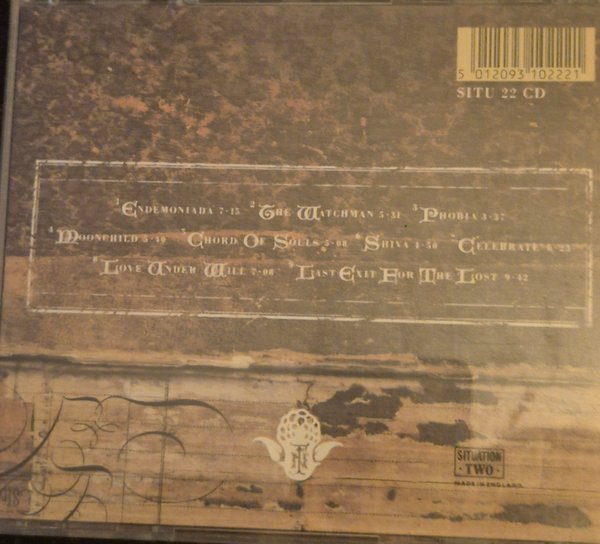 5 012093 102221
SITU 22 CD
1 ENDEMONIADA 7-15 2 THE WATCHMAN 5-31 3 PHOBIA 3-37
4 MOONCHILD 5-40 5 CHORD OF SOULS 5-08 6 SHIVA 4-50 7 CELEBRATE 6-23
8 LOVE UNDER WILL 7-08 9 LAST EXIT FOR THE LOST 9-42
SITUATION
·TWO·
MADE IN ENGLAND